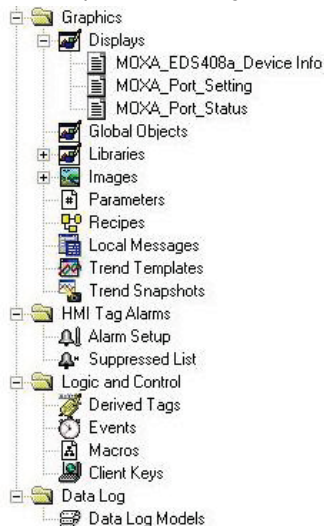 Graphics
Displays
MOXA_EDS408a_Device Info
MOXA_Port_Setting
MOXA_Port_Status
Global Objects
Libraries
Images
Parameters
Recipes
Local Messages
Trend Templates
Trend Snapshots
HMI Tag Alarms
Alarm Setup
Suppressed List
Logic and Control
Derived Tags
Events
Macros
Client Keys
Data Log
Data Log Models